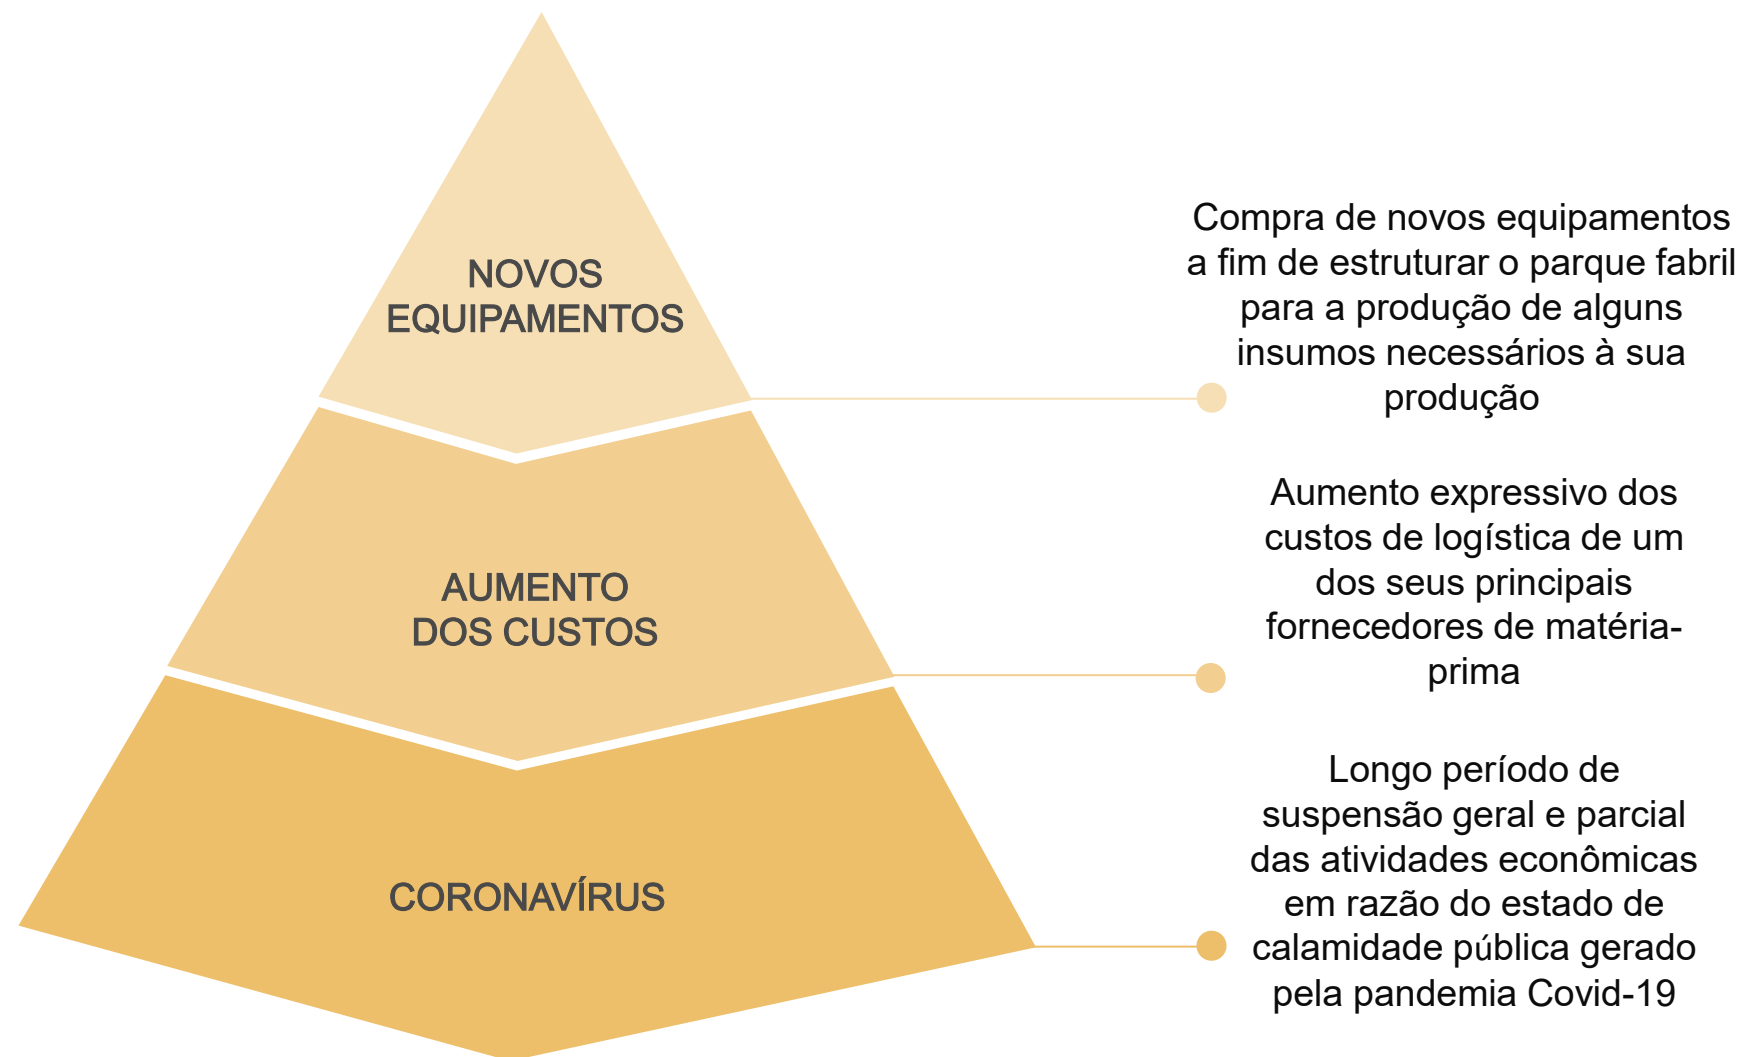 NOVOS
EQUIPAMENTOS
Compra de novos equipamentos
a fim de estruturar o parque fabril
para a produção de alguns
insumos necessários à sua
produção
AUMENTO
DOS CUSTOS
Aumento expressivo dos
custos de logística de um
dos seus principais
fornecedores de matéria-
prima
CORONAVÍRUS
Longo período de
suspensão geral e parcial
das atividades econômicas
em razão do estado de
calamidade pública gerado
pela pandemia Covid-19